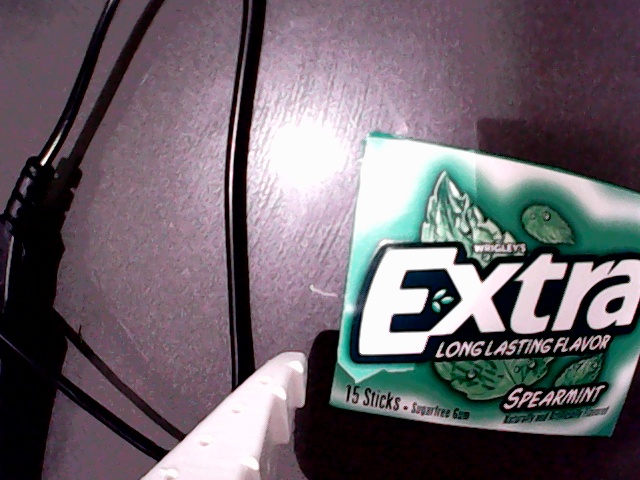 WRIGLEY'S
Extra
LONG LASTING FLAVOR
15 Sticks • Sugarfree Gum
SPEARMINT
Naturally and Artificially Flavored